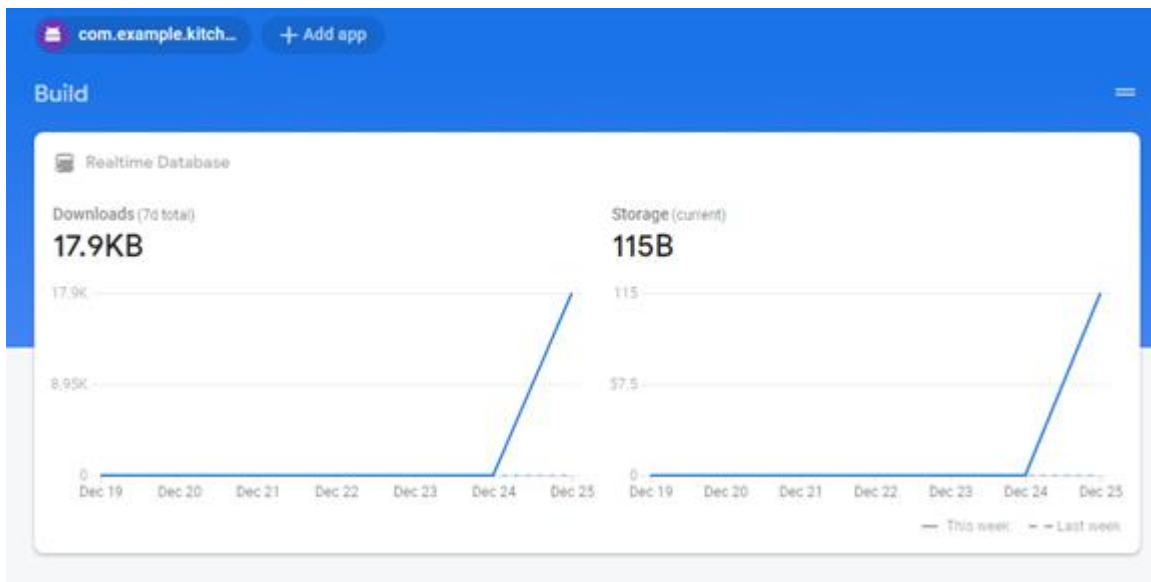 com.example.kitch... + Add app
Build
Realtime Database
Downloads (7d total)
17.9KB
17.9K
8.95K
0
Dec 19 Dec 20 Dec 21 Dec 22 Dec 23 Dec 24 Dec 25
Storage (current)
115B
115
57.5
0
Dec 19 Dec 20 Dec 21 Dec 22 Dec 23 Dec 24 Dec 25
This week Last week